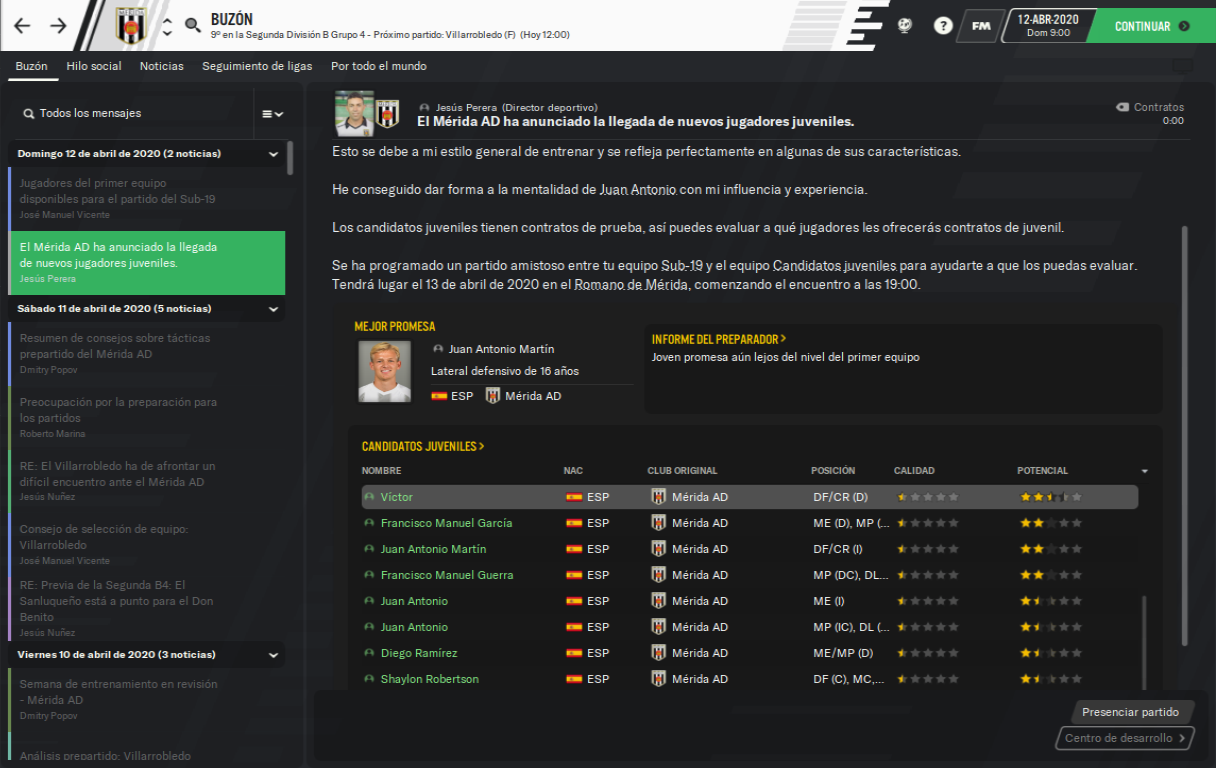 BUZÓN
9º en la Segunda División B Grupo 4 - Próximo partido: Villarrobledo (F) (Hoy 12:00)
?
FM
12-ABR-2020
Dom 9:00
CONTINUAR
Buzón Hilo social Noticias Seguimiento de ligas Por todo el mundo
Todos los mensajes
Domingo 12 de abril de 2020 (2 noticias)
Jugadores del primer equipo
disponibles para el partido del Sub-19
José Manuel Vicente
El Mérida AD ha anunciado la llegada
de nuevos jugadores juveniles.
Jesús Perera
Sábado 11 de abril de 2020 (5 noticias)
Resumen de consejos sobre tácticas
prepartido del Mérida AD
Dmitry Popov
Preocupación por la preparación para
los partidos
Roberto Marina
RE: El Villarrobledo ha de afrontar un
difícil encuentro ante el Mérida AD
Jesús Nuñez
Consejo de selección de equipo:
Villarrobledo
José Manuel Vicente
RE: Previa de la Segunda B4: El
Sanluqueño está a punto para el Don
Benito
Jesús Nuñez
Viernes 10 de abril de 2020 (3 noticias)
Semana de entrenamiento en revisión
- Mérida AD
Dmitry Popov
Análisis prepartido: Villarrobledo
Jesús Perera (Director deportivo)
El Mérida AD ha anunciado la llegada de nuevos jugadores juveniles.
Contratos
0:00
Esto se debe a mi estilo general de entrenar y se refleja perfectamente en algunas de sus características.
He conseguido dar forma a la mentalidad de Juan Antonio con mi influencia y experiencia.
Los candidatos juveniles tienen contratos de prueba, así puedes evaluar a qué jugadores les ofrecerás contratos de juvenil.
Se ha programado un partido amistoso entre tu equipo Sub-19 y el equipo Candidatos juveniles para ayudarte a que los puedas evaluar.
Tendrá lugar el 13 de abril de 2020 en el Romano de Mérida, comenzando el encuentro a las 19:00.
MEJOR PROMESA
Juan Antonio Martín
Lateral defensivo de 16 años
ESP Mérida AD
INFORME DEL PREPARADOR >
Joven promesa aún lejos del nivel del primer equipo
CANDIDATOS JUVENILES >
NOMBRE NAC CLUB ORIGINAL POSICIÓN CALIDAD POTENCIAL
Víctor ESP Mérida AD DF/CR (D)
Francisco Manuel García ESP Mérida AD ME (D), MP (...
Juan Antonio Martín ESP Mérida AD DF/CR (I)
Francisco Manuel Guerra ESP Mérida AD MP (DC), DL...
Juan Antonio ESP Mérida AD ME (I)
Juan Antonio ESP Mérida AD MP (IC), DL (...
Diego Ramírez ESP Mérida AD ME/MP (D)
Shaylon Robertson ESP Mérida AD DF (C), MC,...
Presenciar partido
Centro de desarrollo >